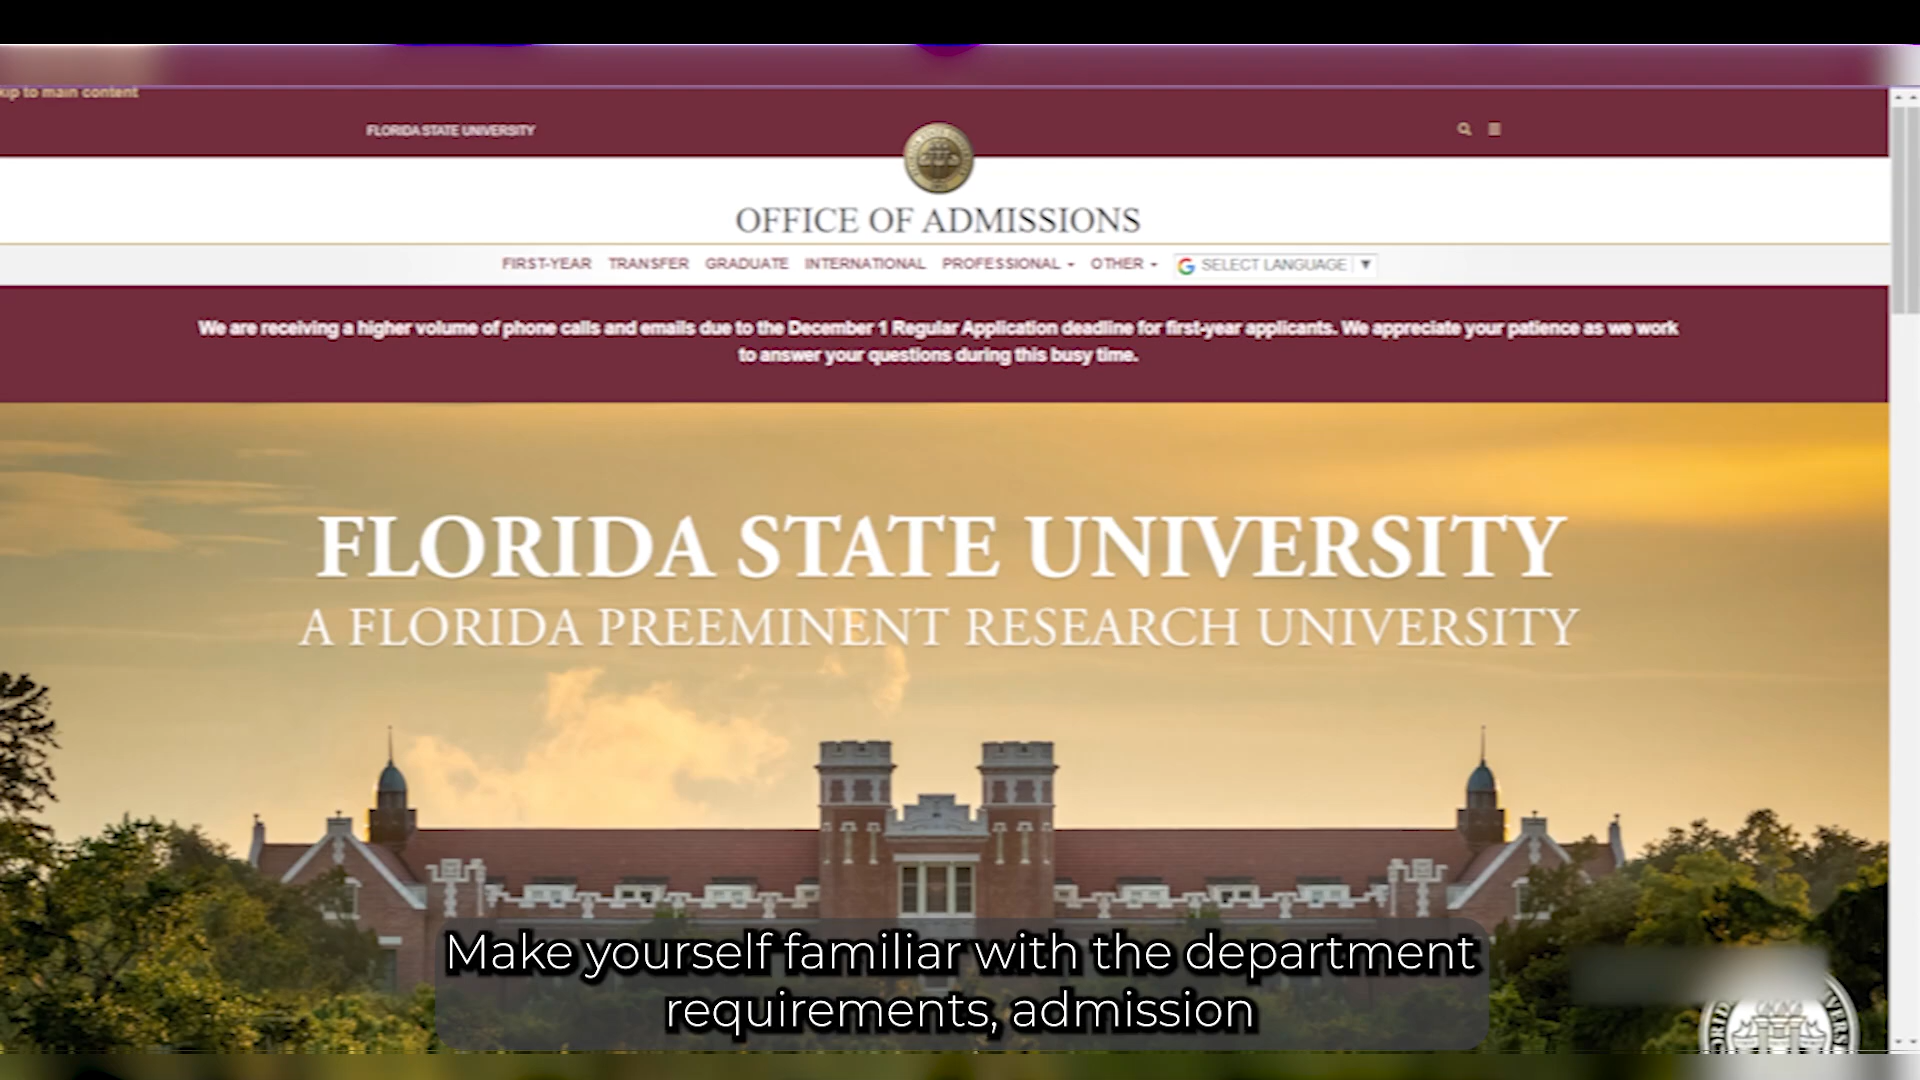 kip to main content
FLORIDA STATE UNIVERSITY
OFFICE OF ADMISSIONS
FIRST-YEAR TRANSFER GRADUATE INTERNATIONAL PROFESSIONAL OTHER SELECT LANGUAGE
We are receiving a higher volume of phone calls and emails due to the December 1 Regular Application deadline for first-year applicants. We appreciate your patience as we work
to answer your questions during this busy time.
FLORIDA STATE UNIVERSITY
A FLORIDA PREEMINENT RESEARCH UNIVERSITY
Make yourself familiar with the department
requirements, admission